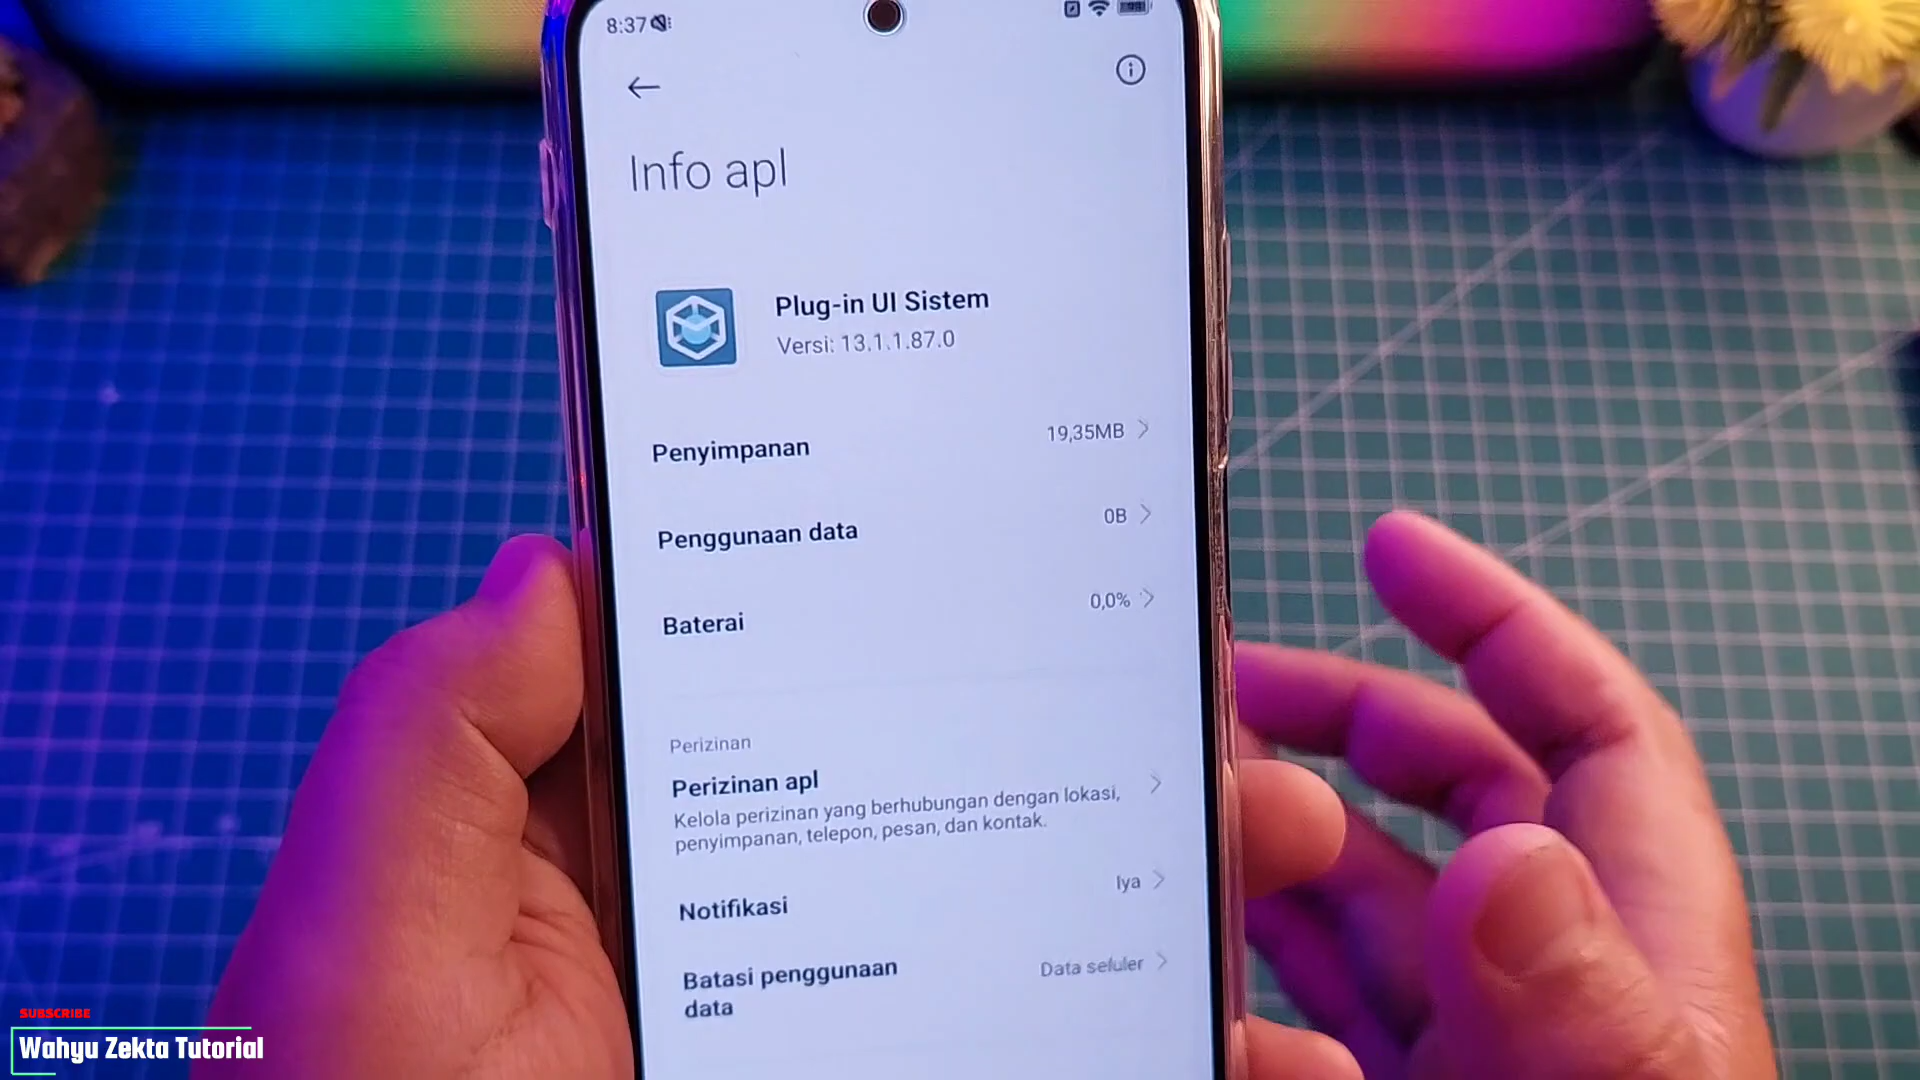 8:37
Info apl
Plug-in UI Sistem
Versi: 13.1.1.87.0
Penyimpanan
19,35MB
Penggunaan data
0B
Baterai
0,0%
Perizinan
Perizinan apl
Kelola perizinan yang berhubungan dengan lokasi,
penyimpanan, telepon, pesan, dan kontak.
Notifikasi
Iya
Batasi penggunaan
data
Data seluler
SUBSCRIBE
Wahyu Zekta Tutorial